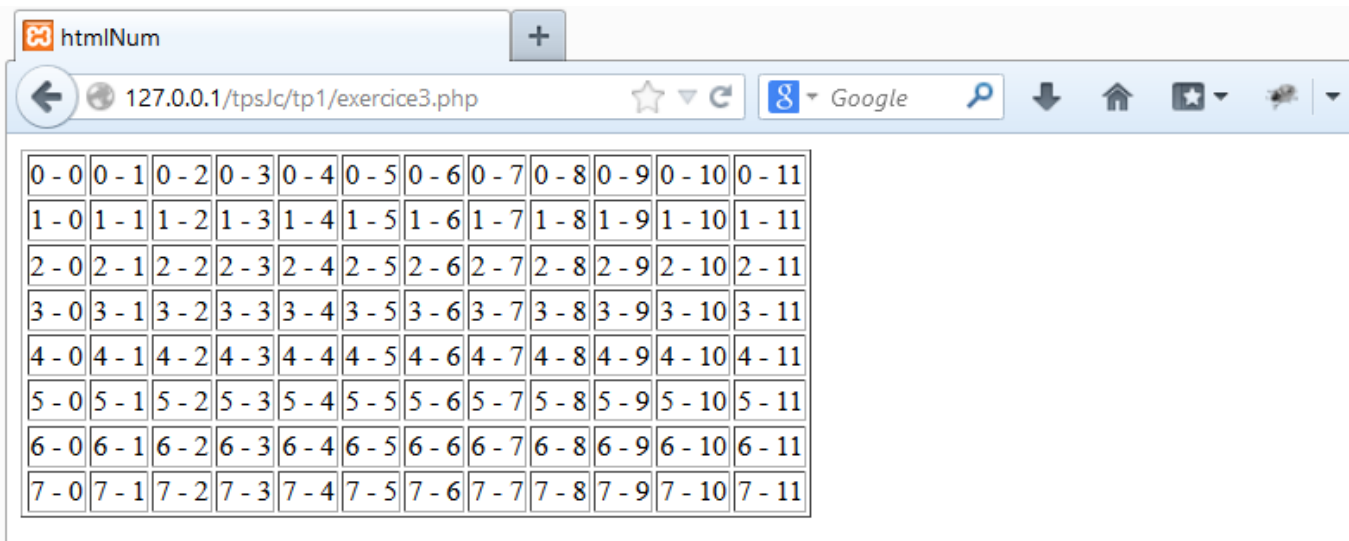 htmlNum
127.0.0.1/tpsJc/tp1/exercice3.php
Google
0 - 0 0 - 1 0 - 2 0 - 3 0 - 4 0 - 5 0 - 6 0 - 7 0 - 8 0 - 9 0 - 10 0 - 11
1 - 0 1 - 1 1 - 2 1 - 3 1 - 4 1 - 5 1 - 6 1 - 7 1 - 8 1 - 9 1 - 10 1 - 11
2 - 0 2 - 1 2 - 2 2 - 3 2 - 4 2 - 5 2 - 6 2 - 7 2 - 8 2 - 9 2 - 10 2 - 11
3 - 0 3 - 1 3 - 2 3 - 3 3 - 4 3 - 5 3 - 6 3 - 7 3 - 8 3 - 9 3 - 10 3 - 11
4 - 0 4 - 1 4 - 2 4 - 3 4 - 4 4 - 5 4 - 6 4 - 7 4 - 8 4 - 9 4 - 10 4 - 11
5 - 0 5 - 1 5 - 2 5 - 3 5 - 4 5 - 5 5 - 6 5 - 7 5 - 8 5 - 9 5 - 10 5 - 11
6 - 0 6 - 1 6 - 2 6 - 3 6 - 4 6 - 5 6 - 6 6 - 7 6 - 8 6 - 9 6 - 10 6 - 11
7 - 0 7 - 1 7 - 2 7 - 3 7 - 4 7 - 5 7 - 6 7 - 7 7 - 8 7 - 9 7 - 10 7 - 11